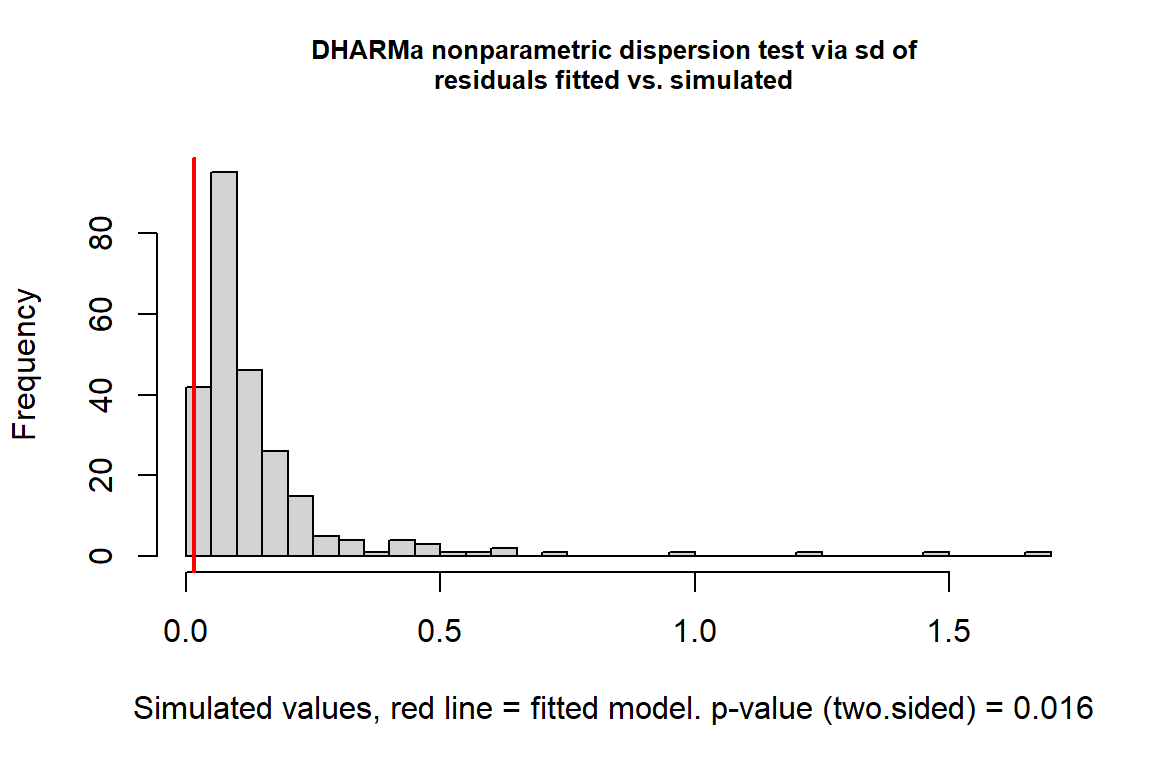 DHARMa nonparametric dispersion test via sd of
residuals fitted vs. simulated
Frequency
80
60
40
20
0
0.0 0.5 1.0 1.5
Simulated values, red line = fitted model. p-value (two.sided) = 0.016